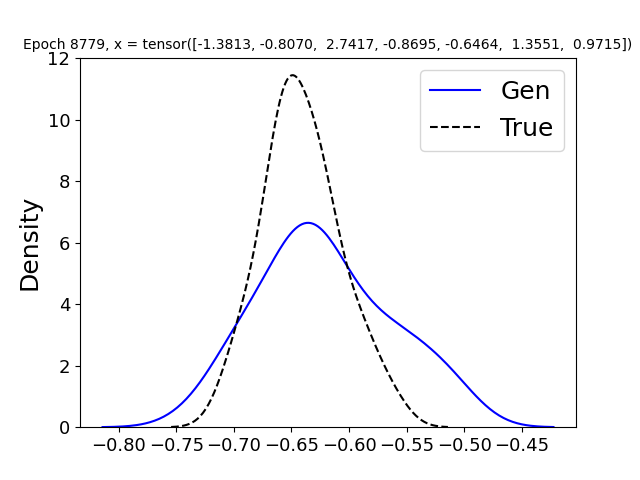 Epoch 8779, x = tensor([-1.3813, -0.8070,  2.7417, -0.8695, -0.6464,  1.3551,  0.9715])
12
10
8
6
4
2
0
Density
Gen
True
−0.80 −0.75 −0.70 −0.65 −0.60 −0.55 −0.50 −0.45